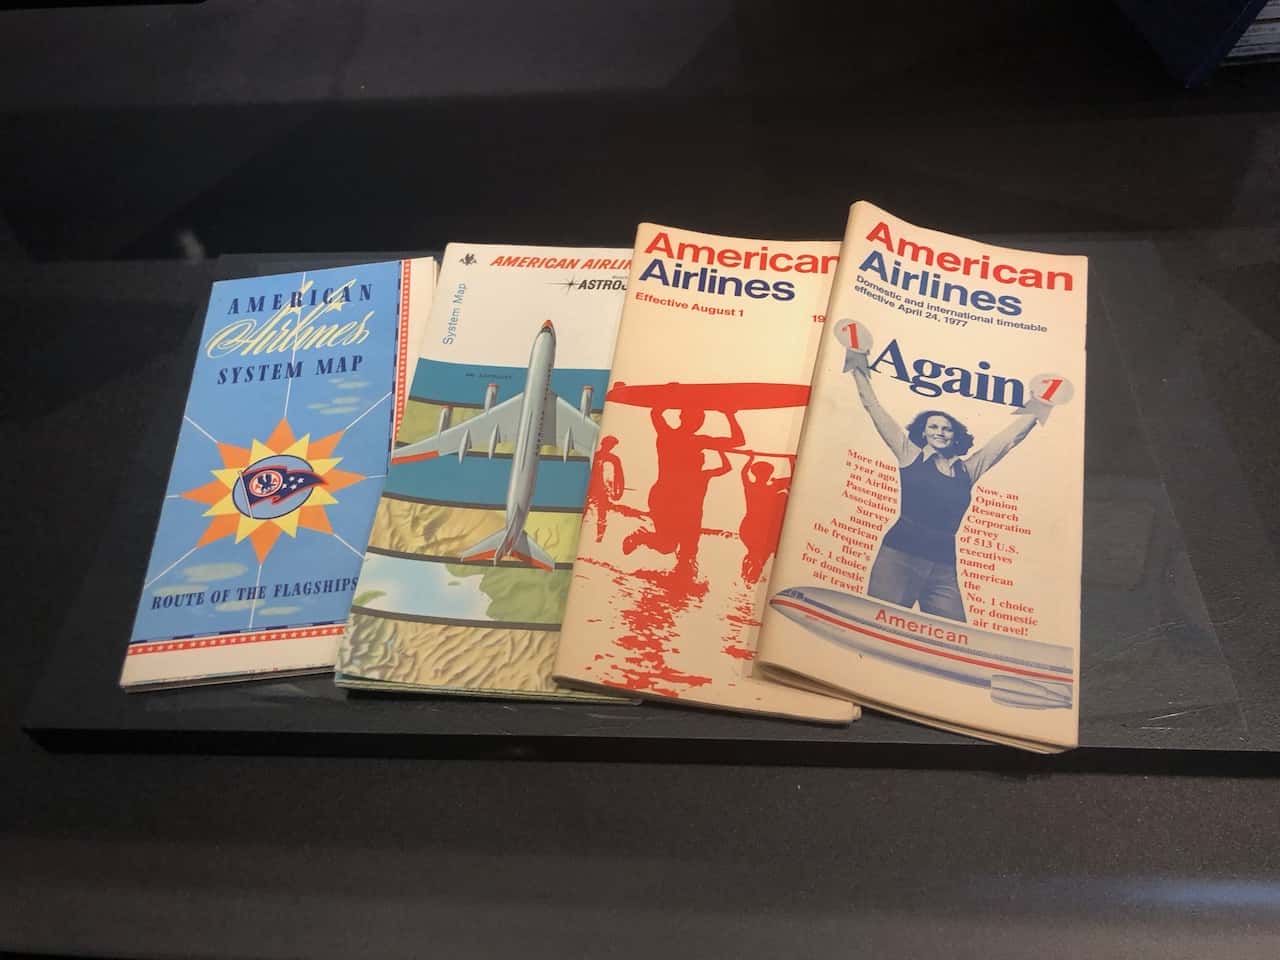 AMERICAN
Airlines
SYSTEM MAP
ROUTE OF THE FLAGSHIPS
AMERICAN AIRLIN
ASTROJ
System Map
American
Airlines
Effective August 1 19
American
Airlines
Domestic and international timetable
effective April 24, 1977
1 Again 1
More than
a year ago,
an Airline
Passengers
Association
Survey
named
American
the frequent
flier's
No. 1 choice
for domestic
air travel!
Now, an
Opinion
Research
Corporation
Survey
of 513 U.S.
executives
named
American
the
No. 1 choice
for domestic
air travel!
American